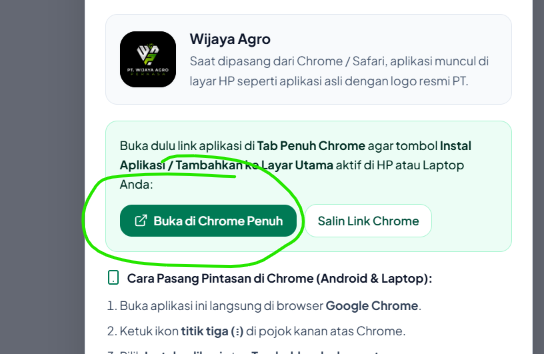 Wijaya Agro
Saat dipasang dari Chrome / Safari, aplikasi muncul di
layar HP seperti aplikasi asli dengan logo resmi PT.
PT. WIJAYA AGRO
Buka dulu link aplikasi di Tab Penuh Chrome agar tombol Instal
Aplikasi / Tambahkan ke Layar Utama aktif di HP atau Laptop
Anda:
Buka di Chrome Penuh
Salin Link Chrome
Cara Pasang Pintasan di Chrome (Android & Laptop):
1. Buka aplikasi ini langsung di browser Google Chrome.
2. Ketuk ikon titik tiga (⋮) di pojok kanan atas Chrome.